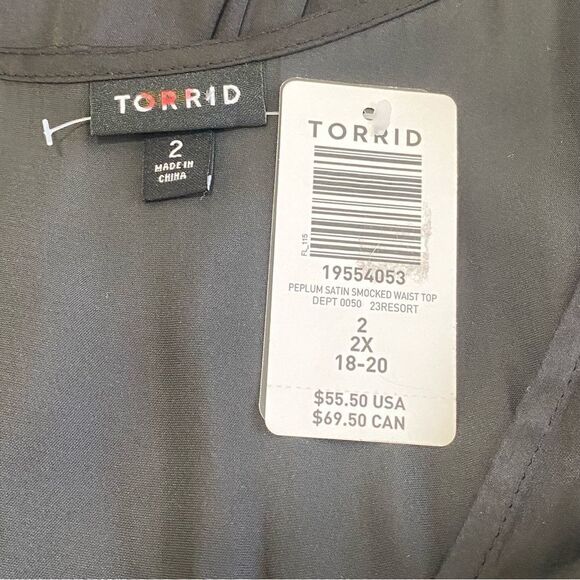 TORRID
2
MADE IN
CHINA
TORRID
FL_115
19554053
PEPLUM SATIN SMOCKED WAIST TOP
DEPT 0050 23RESORT
2
2X
18-20
$55.50 USA
$69.50 CAN